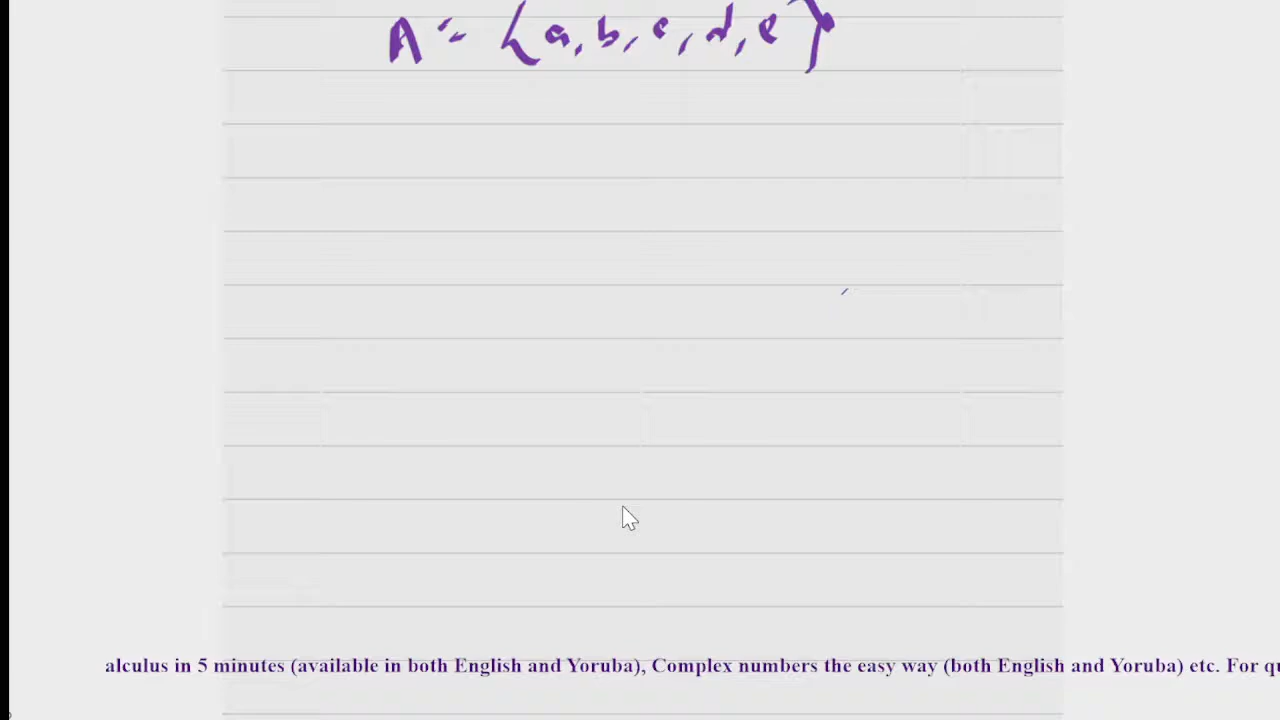 A = {a, b, c, d, e}
alculus in 5 minutes (available in both English and Yoruba), Complex numbers the easy way (both English and Yoruba) etc. For qu